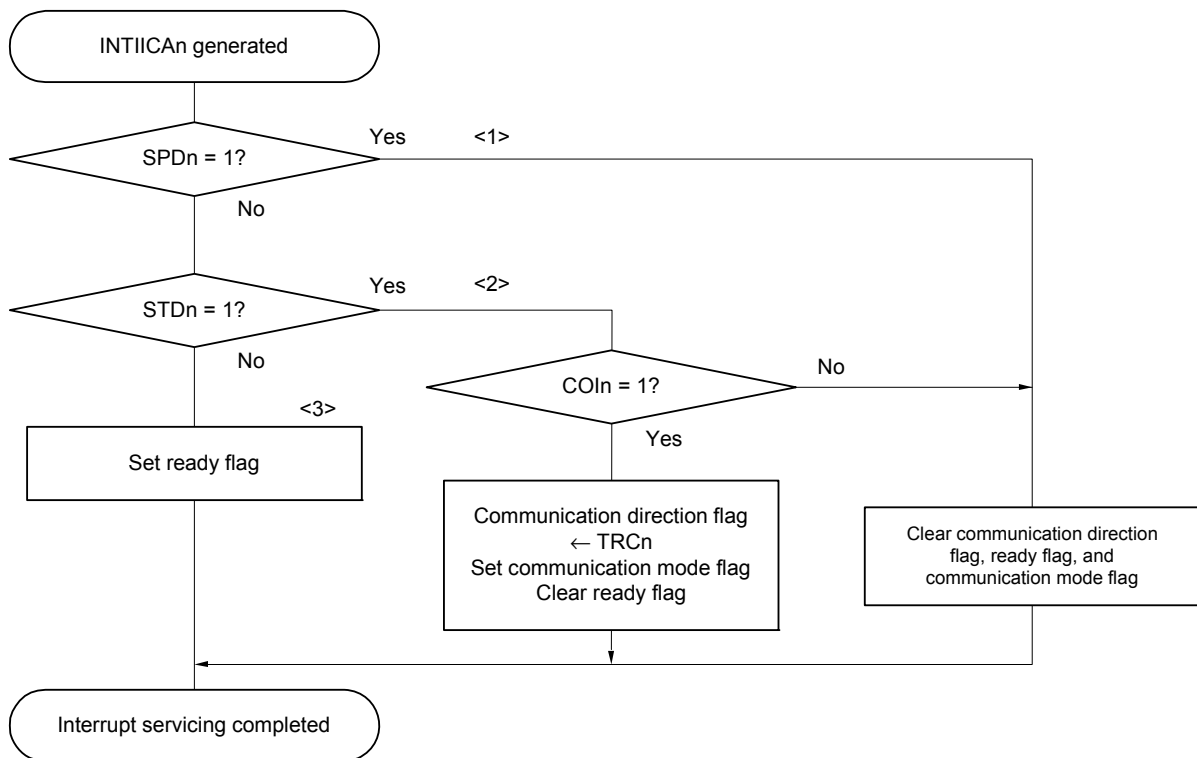 INTIICAn generated
Yes
<1>
SPDn = 1?
No
Yes
<2>
STDn = 1?
No
COIn = 1?
No
<3>
Yes
Set ready flag
Communication direction flag
← TRCn
Set communication mode flag
Clear ready flag
Clear communication direction
flag, ready flag, and
communication mode flag
Interrupt servicing completed